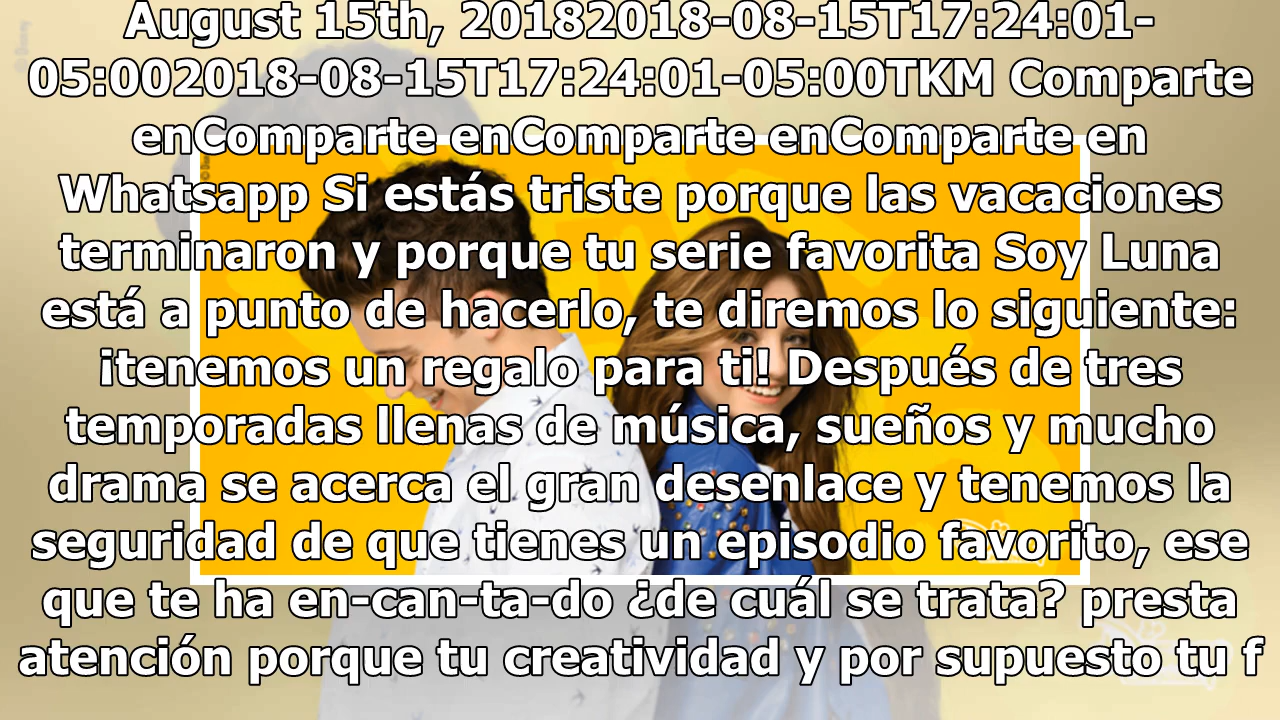 August 15th, 20182018-08-15T17:24:01-
05:002018-08-15T17:24:01-05:00TKM Comparte
enComparte enComparte enComparte en
Whatsapp Si estás triste porque las vacaciones
terminaron y porque tu serie favorita Soy Luna
está a punto de hacerlo, te diremos lo siguiente:
¡tenemos un regalo para ti! Después de tres
temporadas llenas de música, sueños y mucho
drama se acerca el gran desenlace y tenemos la
seguridad de que tienes un episodio favorito, ese
que te ha en-can-ta-do ¿de cuál se trata? presta
atención porque tu creatividad y por supuesto tu f